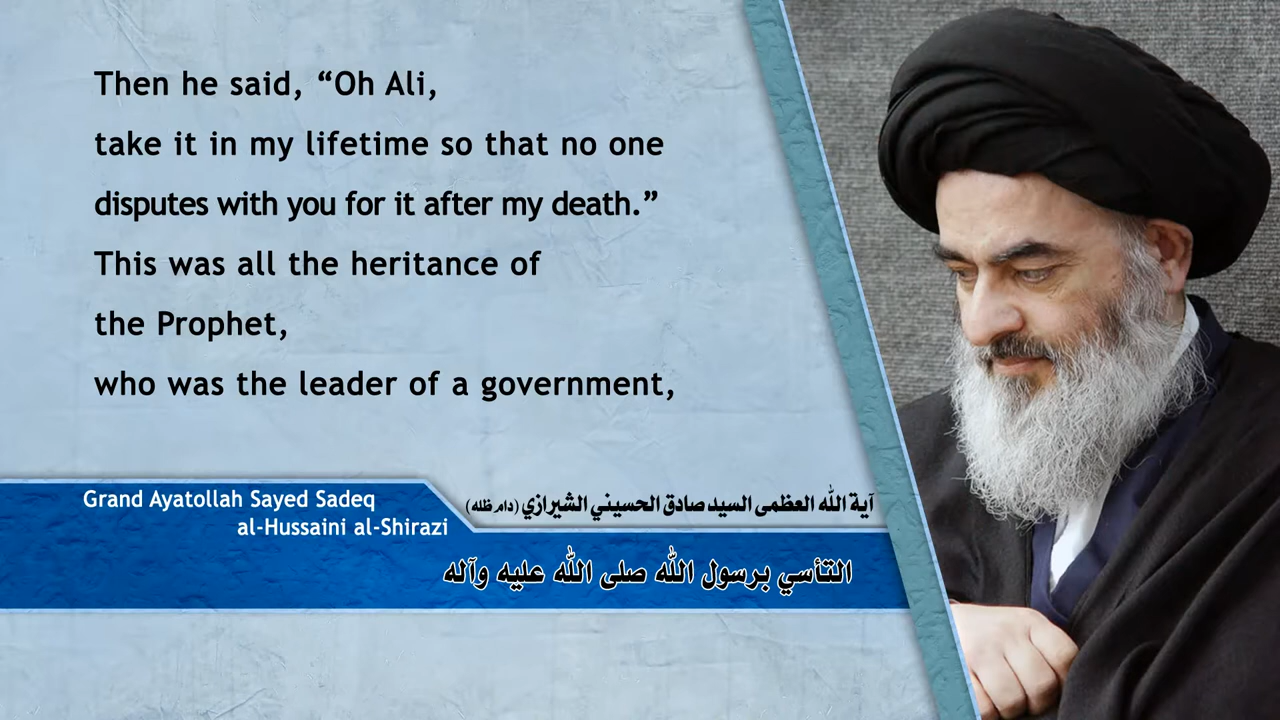 Then he said, “Oh Ali,
take it in my lifetime so that no one
disputes with you for it after my death.”
This was all the heritance of
the Prophet,
who was the leader of a government,
Grand Ayatollah Sayed Sadeq
al-Hussaini al-Shirazi
آية الله العظمى السيد صادق الحسيني الشيرازي (دام ظله)
التأسي برسول الله صلى الله عليه وآله